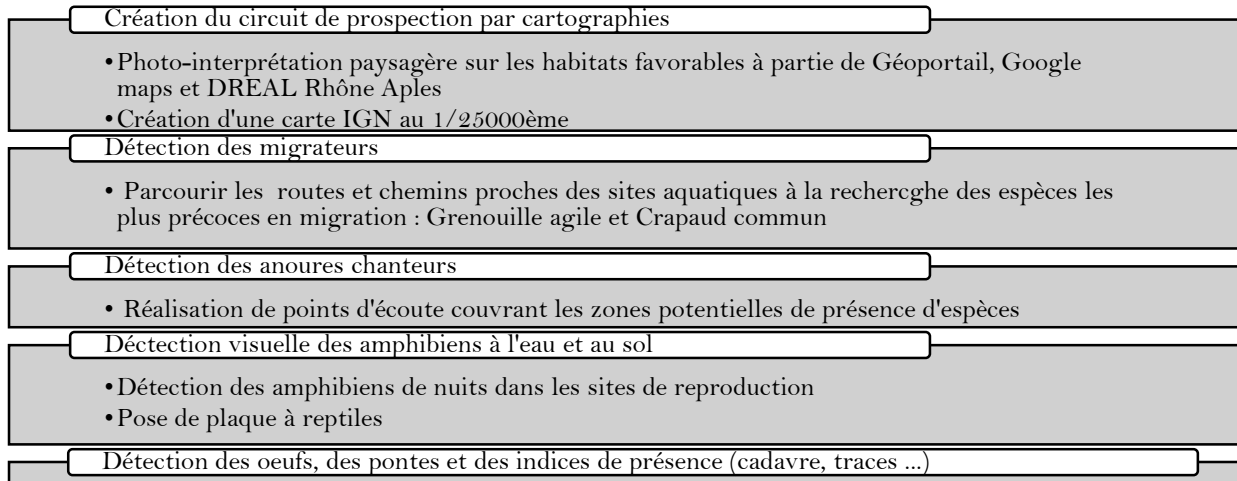 Création du circuit de prospection par cartographies
•Photo-interprétation paysagère sur les habitats favorables à partie de Géoportail, Google
maps et DREAL Rhône Aples
•Création d'une carte IGN au 1/25000ème
Détection des migrateurs
• Parcourir les routes et chemins proches des sites aquatiques à la rechercghe des espèces les
plus précoces en migration : Grenouille agile et Crapaud commun
Détection des anoures chanteurs
• Réalisation de points d'écoute couvrant les zones potentielles de présence d'espèces
Déctection visuelle des amphibiens à l'eau et au sol
•Détection des amphibiens de nuits dans les sites de reproduction
•Pose de plaque à reptiles
Détection des oeufs, des pontes et des indices de présence (cadavre, traces ...)